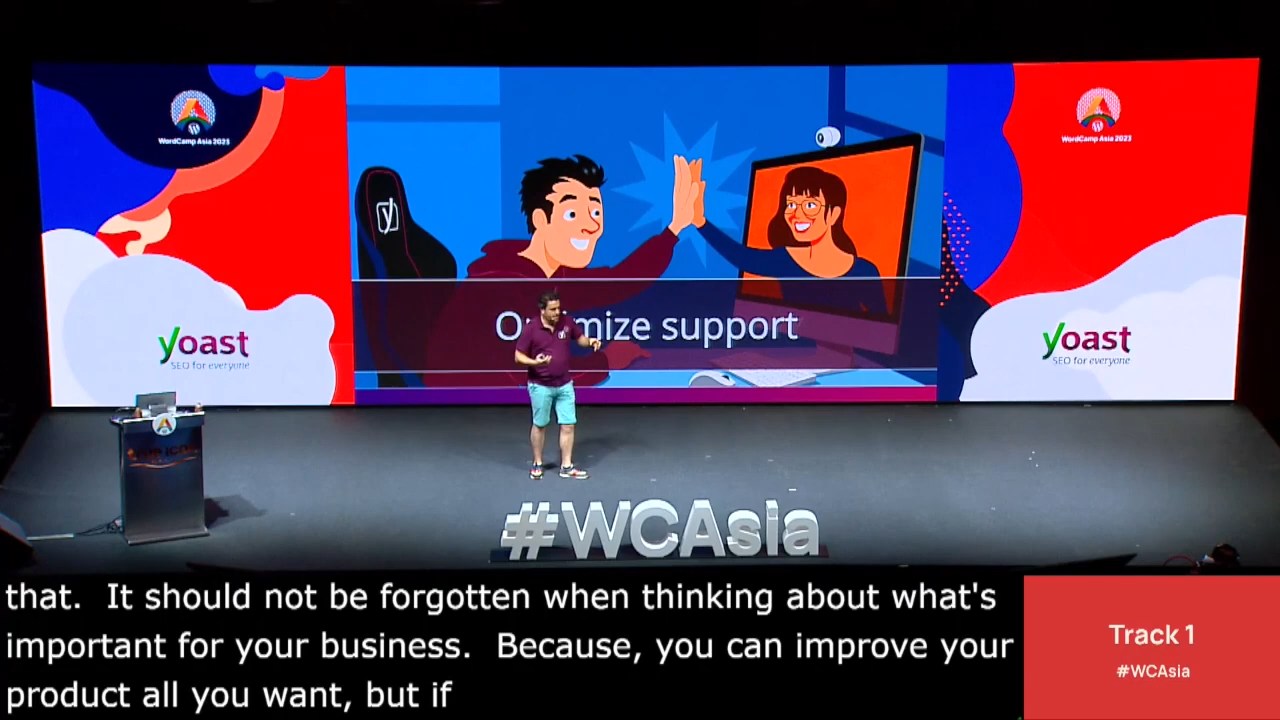 WordCamp Asia 2023
WordCamp Asia 2023
yoast
SEO for everyone
yoast
SEO for everyone
#WCAsia
that.  It should not be forgotten when thinking about what's
important for your business.  Because, you can improve your
product all you want, but if
Track 1
#WCAsia
support